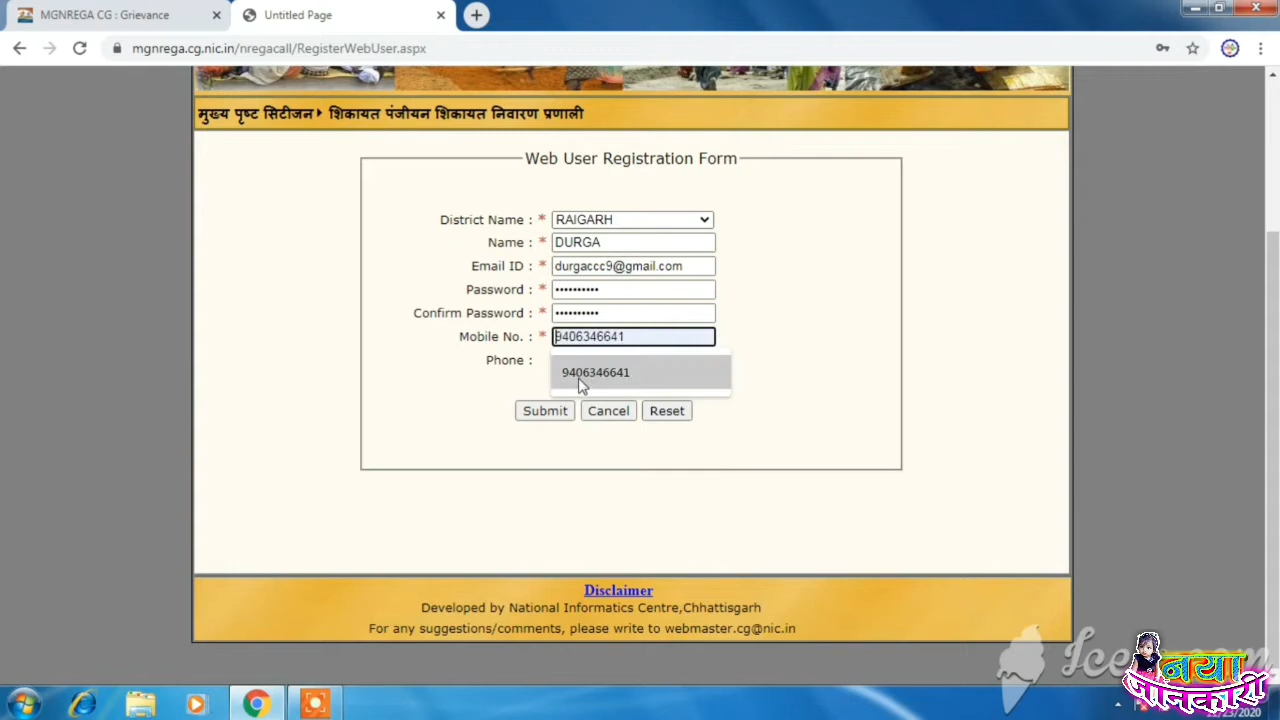 MGNREGA CG : Grievance
Untitled Page
mgnrega.cg.nic.in/nregacall/RegisterWebUser.aspx
मुख्य पृष्ट सिटीजन शिकायत पंजीयन शिकायत निवारण प्रणाली
Web User Registration Form
District Name : * RAIGARH
Name : * DURGA
Email ID : * durgaccc9@gmail.com
Password : * ••••••••••
Confirm Password : * ••••••••••
Mobile No. : * 9406346641
Phone :
9406346641
Submit Cancel Reset
Disclaimer
Developed by National Informatics Centre,Chhattisgarh
For any suggestions/comments, please write to webmaster.cg@nic.in
नया
जानकारी